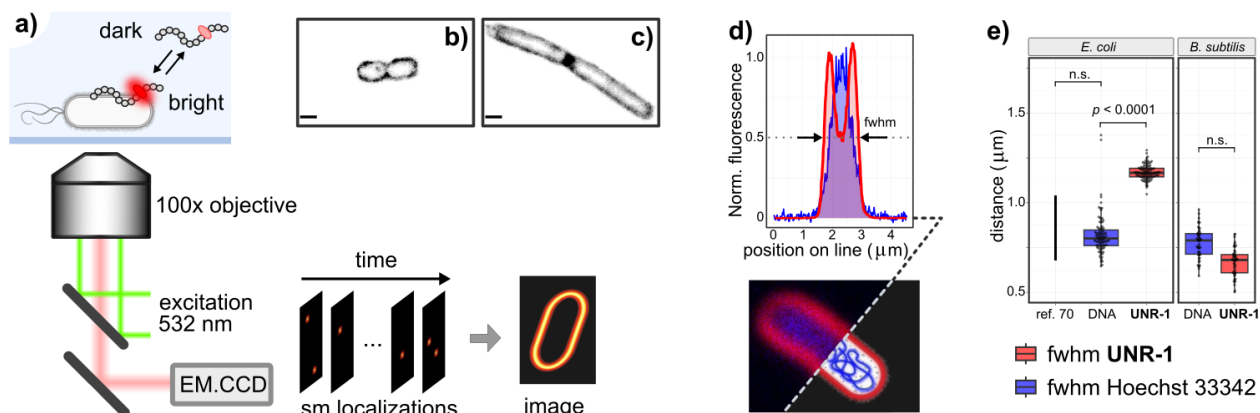 a)
dark
bright
100x objective
excitation
532 nm
EM.CCD
b)
c)
time
...
sm localizations
image
d)
Norm. fluorescence
1.0
0.5
0
fwhm
0 1 2 3 4
position on line (μm)
e)
E. coli
B. subtilis
n.s.
p < 0.0001
n.s.
distance (μm)
1.5
1.0
0.5
ref. 70 DNA UNR-1 DNA UNR-1
fwhm UNR-1
fwhm Hoechst 33342